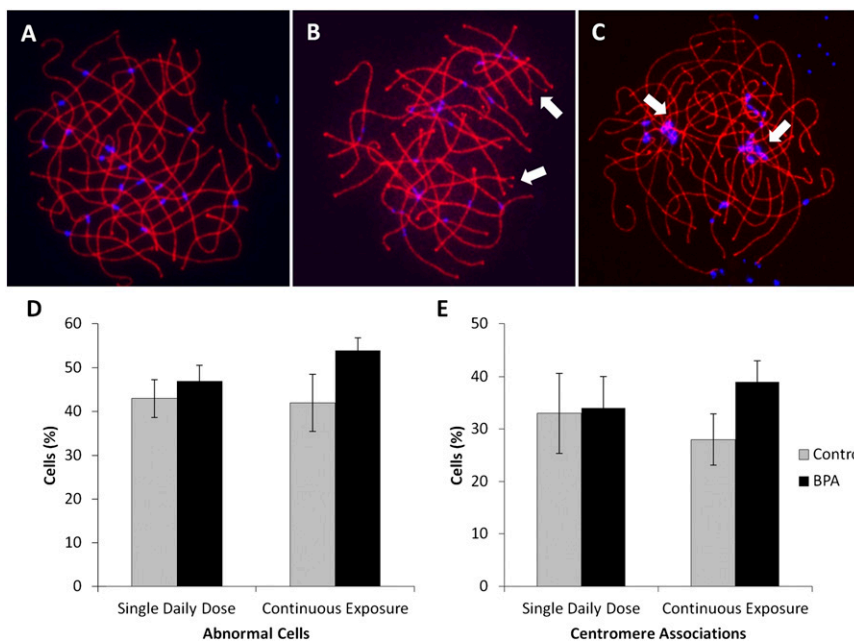 A
B
C
D
60
50
40
30
20
10
0
Cells (%)
Single Daily Dose
Continuous Exposure
Abnormal Cells
E
50
40
30
20
10
0
Cells (%)
Single Daily Dose
Continuous Exposure
Centromere Associations
Contro
BPA